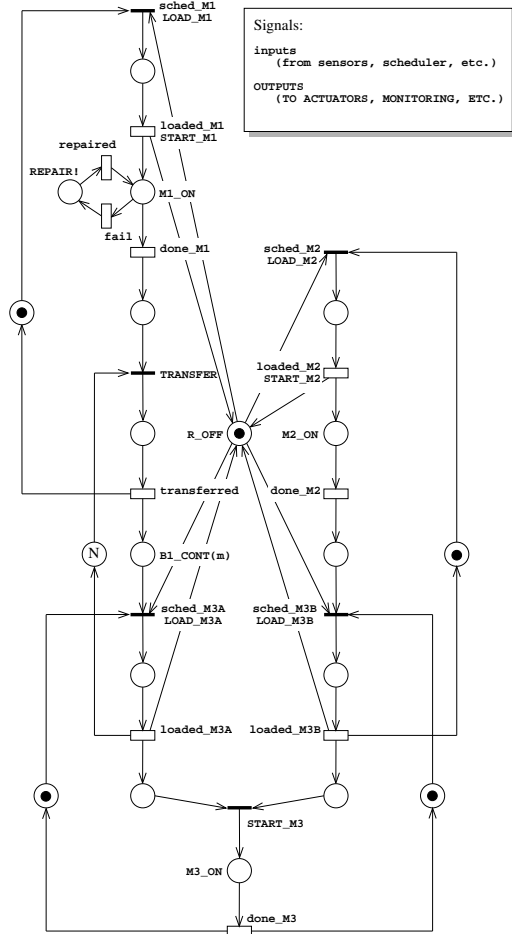 sched_M1
LOAD_M1
Signals:
inputs
(from sensors, scheduler, etc.)
OUTPUTS
(TO ACTUATORS, MONITORING, ETC.)
loaded_M1
START_M1
repaired
REPAIR!
M1_ON
fail
done_M1
sched_M2
LOAD_M2
loaded_M2
START_M2
TRANSFER
R_OFF
M2_ON
transferred
done_M2
N
B1_CONT(m)
sched_M3A
LOAD_M3A
sched_M3B
LOAD_M3B
loaded_M3A
loaded_M3B
START_M3
M3_ON
done_M3